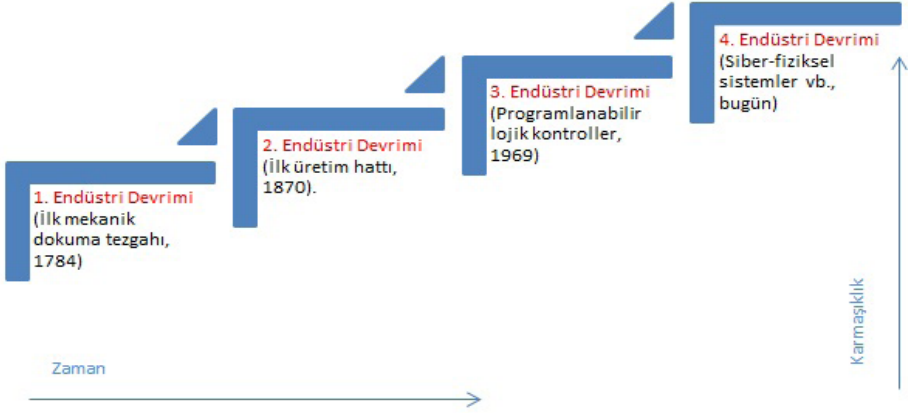 1. Endüstri Devrimi
(İlk mekanik
dokuma tezgahı,
1784)
2. Endüstri Devrimi
(İlk üretim hattı,
1870).
3. Endüstri Devrimi
(Programlanabilir
lojik kontroller,
1969)
4. Endüstri Devrimi
(Siber-fiziksel
sistemler vb.,
bugün)
Zaman
Karmaşıklık